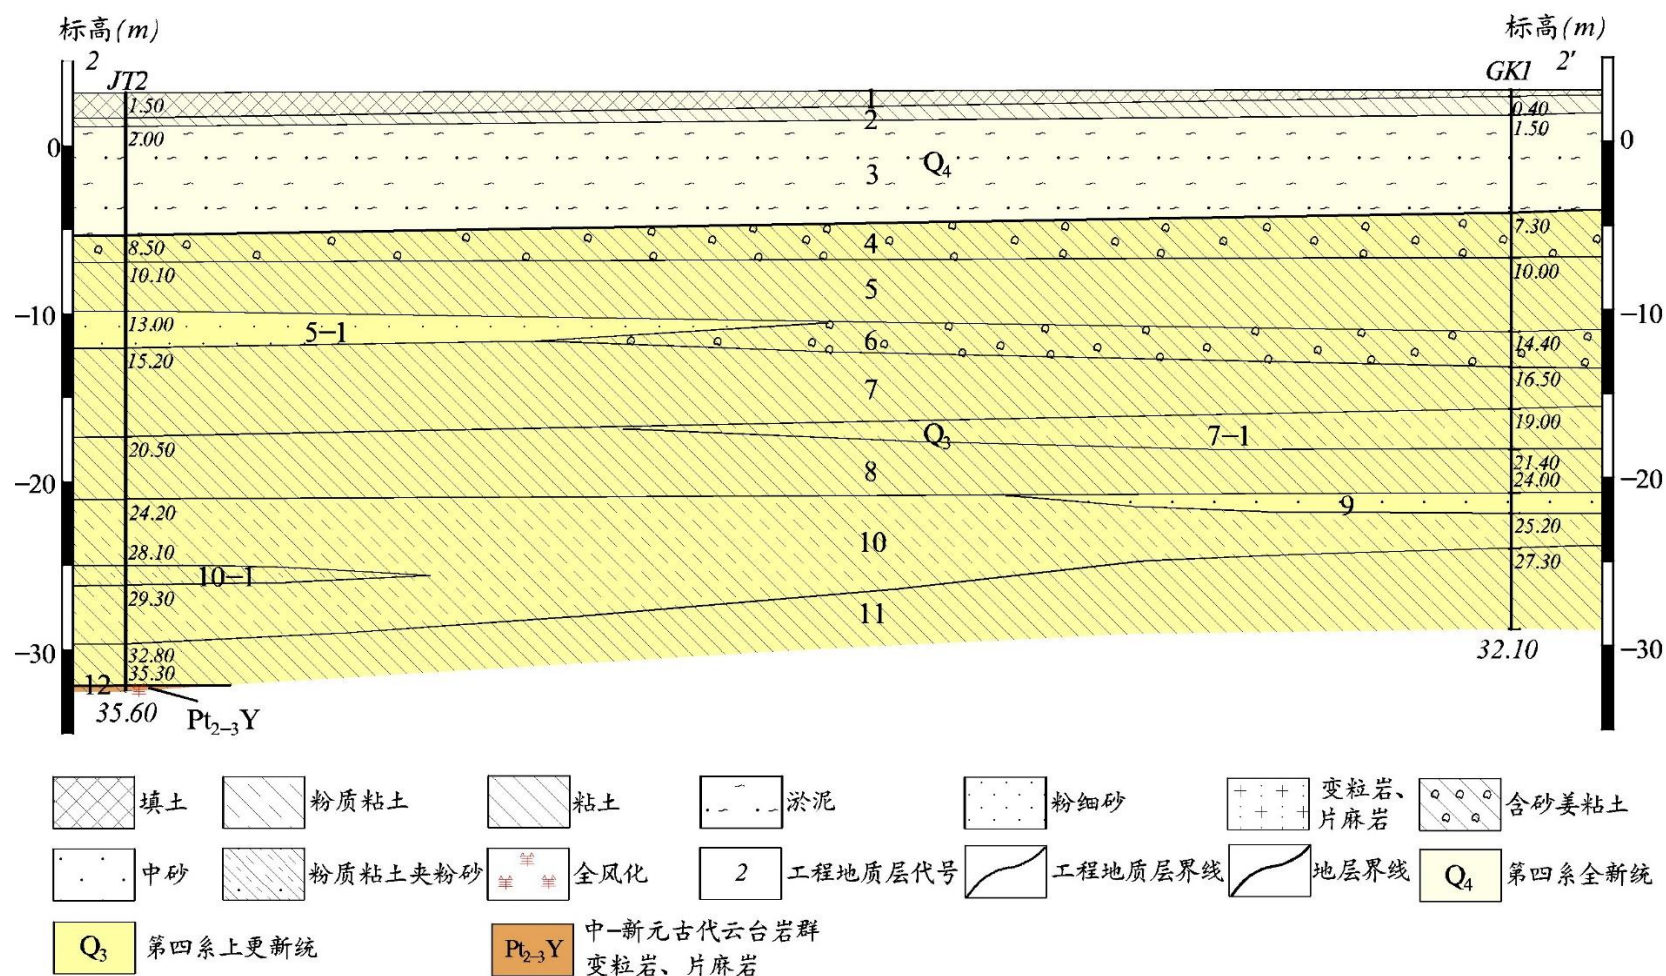 标高(m)
标高(m)
2
2′
JT2
GK1
1
1.50
0.40
2
2.00
1.50
0
0
Q₄
3
4
8.50
7.30
10.10
10.00
5
-10
-10
13.00
5-1
6
14.40
15.20
16.50
7
19.00
20.50
Q₃
7-1
8
21.40
-20
-20
24.00
24.20
9
25.20
10
28.10
27.30
10-1
29.30
11
-30
-30
32.80
32.10
35.30
12
35.60
Pt₂₋₃Y
填土
粉质粘土
粘土
淤泥
粉细砂
变粒岩、
片麻岩
含砂姜粘土
中砂
粉质粘土夹粉砂
全风化
2 工程地质层代号
工程地质层界线
地层界线
Q₄ 第四系全新统
Q₃ 第四系上更新统
Pt₂₋₃Y 中-新元古代云台岩群
变粒岩、片麻岩